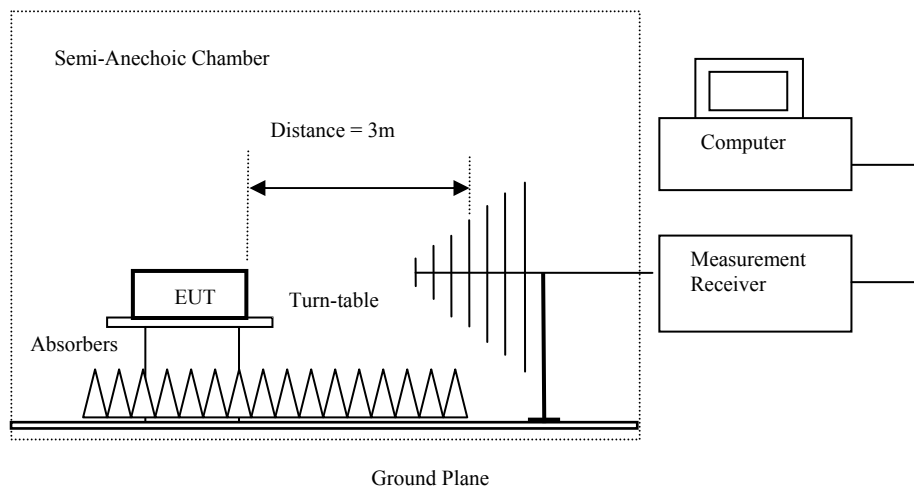 Semi-Anechoic Chamber
Distance = 3m
Computer
Measurement
Receiver
EUT
Turn-table
Absorbers
Ground Plane